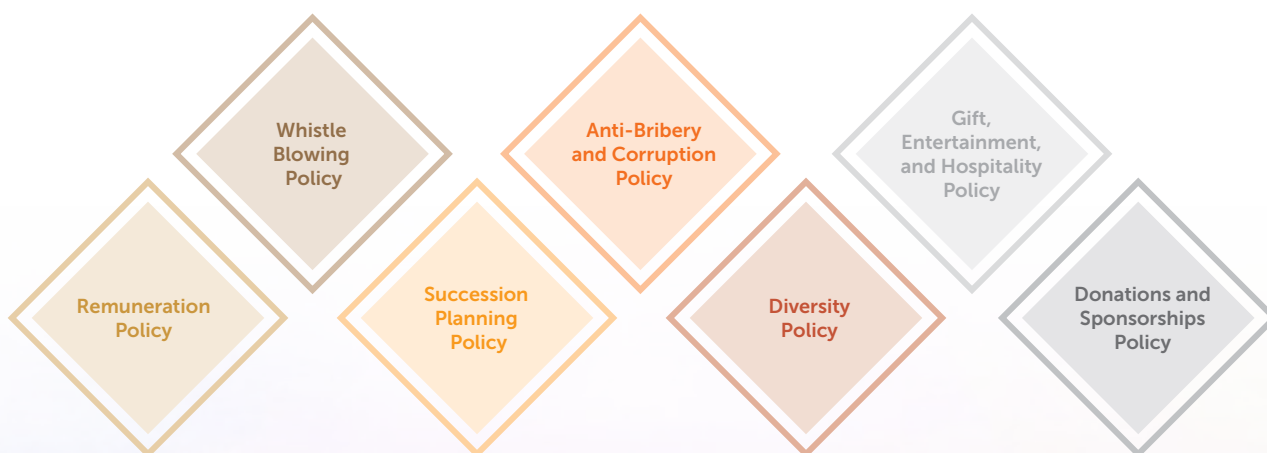 Whistle
Blowing
Policy
Anti-Bribery
and Corruption
Policy
Gift,
Entertainment,
and Hospitality
Policy
Remuneration
Policy
Succession
Planning
Policy
Diversity
Policy
Donations and
Sponsorships
Policy